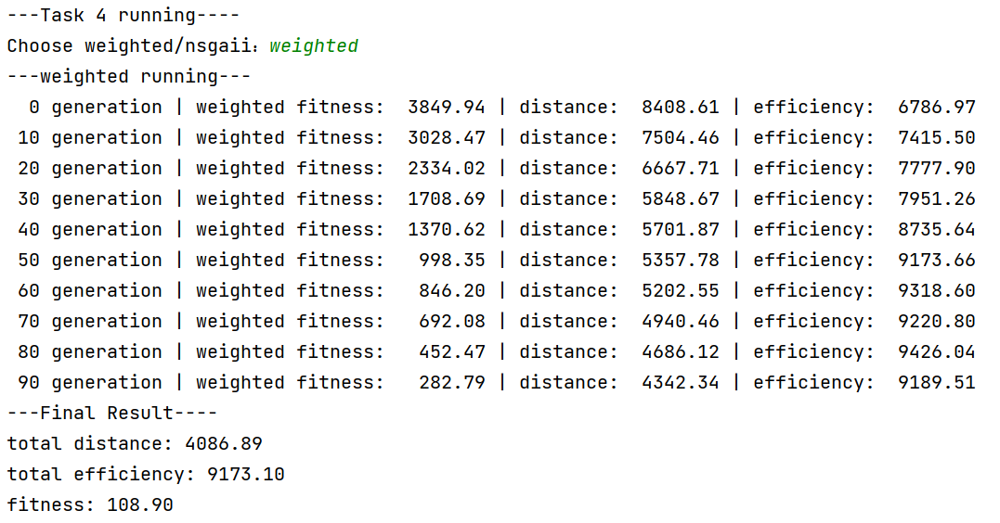 ---Task 4 running----
Choose weighted/nsgaii：weighted
---weighted running---
  0 generation | weighted fitness:  3849.94 | distance:  8408.61 | efficiency:  6786.97
 10 generation | weighted fitness:  3028.47 | distance:  7504.46 | efficiency:  7415.50
 20 generation | weighted fitness:  2334.02 | distance:  6667.71 | efficiency:  7777.90
 30 generation | weighted fitness:  1708.69 | distance:  5848.67 | efficiency:  7951.26
 40 generation | weighted fitness:  1370.62 | distance:  5701.87 | efficiency:  8735.64
 50 generation | weighted fitness:   998.35 | distance:  5357.78 | efficiency:  9173.66
 60 generation | weighted fitness:   846.20 | distance:  5202.55 | efficiency:  9318.60
 70 generation | weighted fitness:   692.08 | distance:  4940.46 | efficiency:  9220.80
 80 generation | weighted fitness:   452.47 | distance:  4686.12 | efficiency:  9426.04
 90 generation | weighted fitness:   282.79 | distance:  4342.34 | efficiency:  9189.51
---Final Result----
total distance: 4086.89
total efficiency: 9173.10
fitness: 108.90